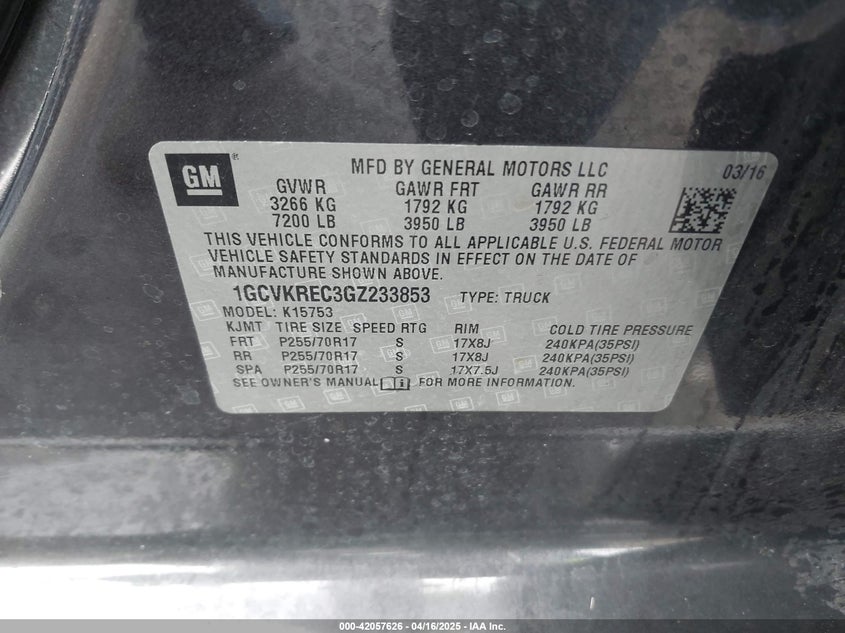 GM
MFD BY GENERAL MOTORS LLC
03/16
GVWR GAWR FRT GAWR RR
3266 KG 1792 KG 1792 KG
7200 LB 3950 LB 3950 LB
THIS VEHICLE CONFORMS TO ALL APPLICABLE U.S. FEDERAL MOTOR
VEHICLE SAFETY STANDARDS IN EFFECT ON THE DATE OF
MANUFACTURE SHOWN ABOVE.
1GCVKREC3GZ233853 TYPE: TRUCK
MODEL: K15753
KJMT TIRE SIZE SPEED RTG RIM COLD TIRE PRESSURE
FRT P255/70R17 S 17X8J 240KPA(35PSI)
RR P255/70R17 S 17X8J 240KPA(35PSI)
SPA P255/70R17 S 17X7.5J 240KPA(35PSI)
SEE OWNER'S MANUAL FOR MORE INFORMATION.
000-42057626 - 04/16/2025 - IAA Inc.